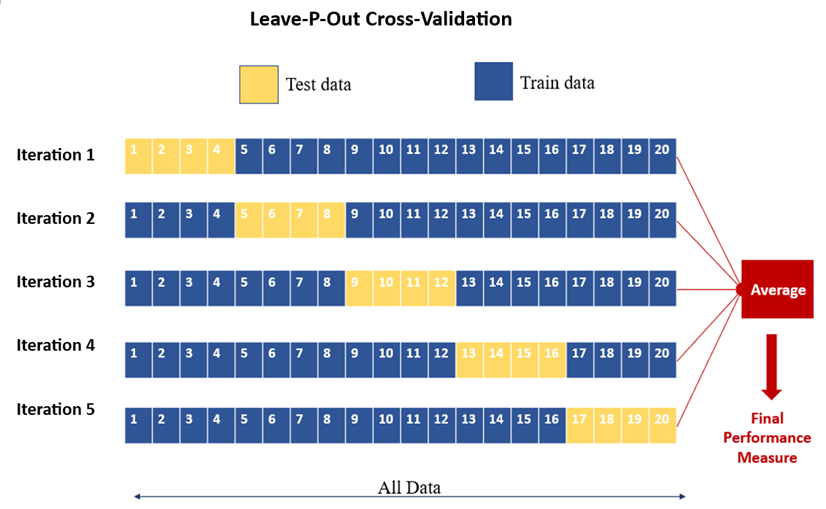 Leave-P-Out Cross-Validation
Test data
Train data
Iteration 1
1 2 3 4 5 6 7 8 9 10 11 12 13 14 15 16 17 18 19 20
Iteration 2
1 2 3 4 5 6 7 8 9 10 11 12 13 14 15 16 17 18 19 20
Iteration 3
1 2 3 4 5 6 7 8 9 10 11 12 13 14 15 16 17 18 19 20
Iteration 4
1 2 3 4 5 6 7 8 9 10 11 12 13 14 15 16 17 18 19 20
Iteration 5
1 2 3 4 5 6 7 8 9 10 11 12 13 14 15 16 17 18 19 20
Average
Final
Performance
Measure
All Data